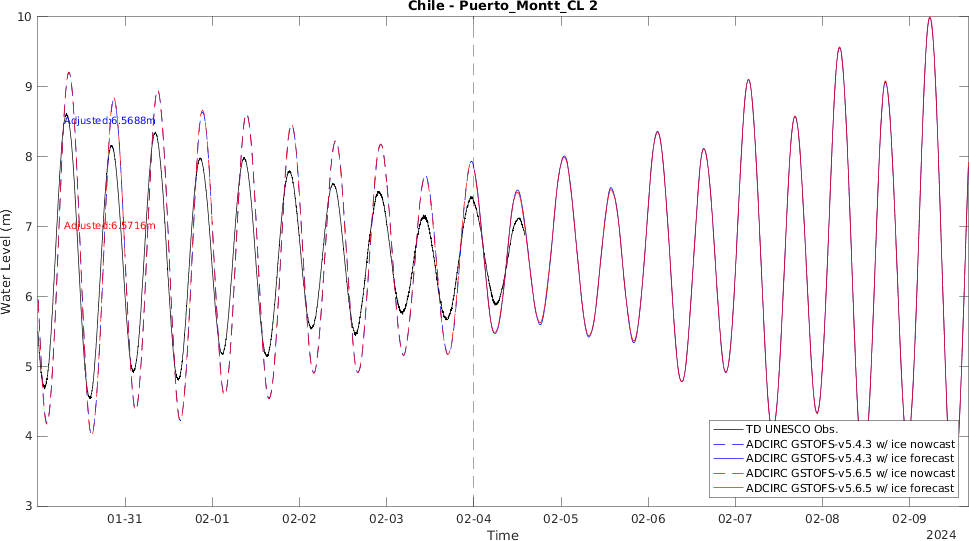 Chile - Puerto_Montt_CL 2
10
9
8
7
6
5
4
3
Water Level (m)
Adjusted:6.5688m
Adjusted:6.5716m
TD UNESCO Obs.
ADCIRC GSTOFS-v5.4.3 w/ ice nowcast
ADCIRC GSTOFS-v5.4.3 w/ ice forecast
ADCIRC GSTOFS-v5.6.5 w/ ice nowcast
ADCIRC GSTOFS-v5.6.5 w/ ice forecast
01-31 02-01 02-02 02-03 02-04 02-05 02-06 02-07 02-08 02-09
Time
2024